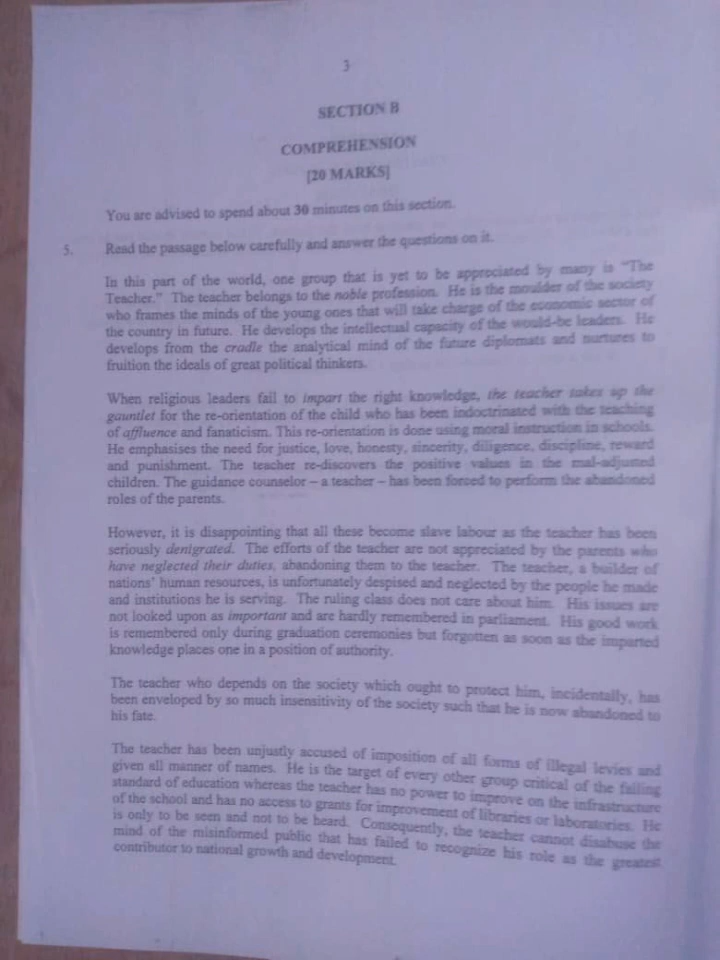 3
SECTION B
COMPREHENSION
[20 MARKS]
You are advised to spend about 30 minutes on this section.
5. Read the passage below carefully and answer the questions on it.
In this part of the world, one group that is yet to be appreciated by many is "The
Teacher." The teacher belongs to the noble profession. He is the moulder of the society
who frames the minds of the young ones that will take charge of the economic sector of
the country in future. He develops the intellectual capacity of the would-be leaders. He
develops from the cradle the analytical mind of the future diplomats and nurtures to
fruition the ideals of great political thinkers.
When religious leaders fail to impart the right knowledge, the teacher takes up the
gauntlet for the re-orientation of the child who has been indoctrinated with the teaching
of affluence and fanaticism. This re-orientation is done using moral instruction in schools.
He emphasises the need for justice, love, honesty, sincerity, diligence, discipline, reward
and punishment. The teacher re-discovers the positive values in the mal-adjusted
children. The guidance counselor – a teacher – has been forced to perform the abandoned
roles of the parents.
However, it is disappointing that all these become slave labour as the teacher has been
seriously denigrated. The efforts of the teacher are not appreciated by the parents who
have neglected their duties, abandoning them to the teacher. The teacher, a builder of
nations' human resources, is unfortunately despised and neglected by the people he made
and institutions he is serving. The ruling class does not care about him. His issues are
not looked upon as important and are hardly remembered in parliament. His good work
is remembered only during graduation ceremonies but forgotten as soon as the imparted
knowledge places one in a position of authority.
The teacher who depends on the society which ought to protect him, incidentally, has
been enveloped by so much insensitivity of the society such that he is now abandoned to
his fate.
The teacher has been unjustly accused of imposition of all forms of illegal levies and
given all manner of names. He is the target of every other group critical of the falling
standard of education whereas the teacher has no power to improve on the infrastructure
of the school and has no access to grants for improvement of libraries or laboratories. He
is only to be seen and not to be heard. Consequently, the teacher cannot disabuse the
mind of the misinformed public that has failed to recognize his role as the greatest
contributor to national growth and development.